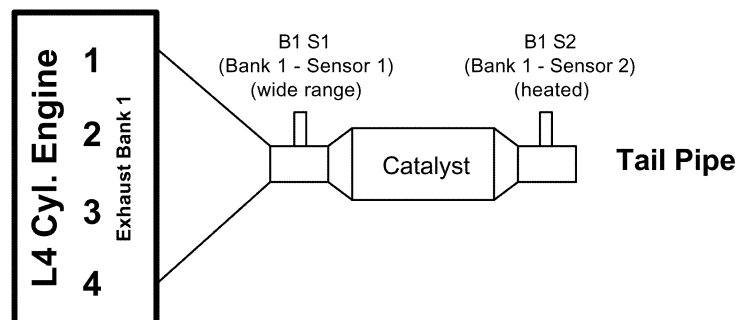 L4 Cyl. Engine
1
2
3
4
Exhaust Bank 1
B1 S1
(Bank 1 - Sensor 1)
(wide range)
B1 S2
(Bank 1 - Sensor 2)
(heated)
Catalyst
Tail Pipe